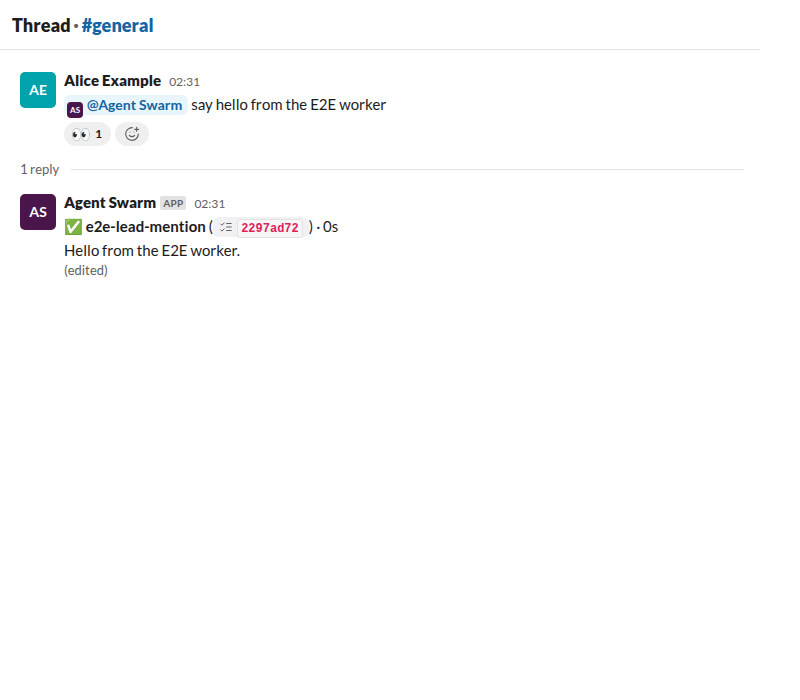 Thread • #general
AE
Alice Example 02:31
AS @Agent Swarm say hello from the E2E worker
👀 1
1 reply
AS
Agent Swarm APP 02:31
✅ e2e-lead-mention ( 2297ad72 ) · 0s
Hello from the E2E worker.
(edited)